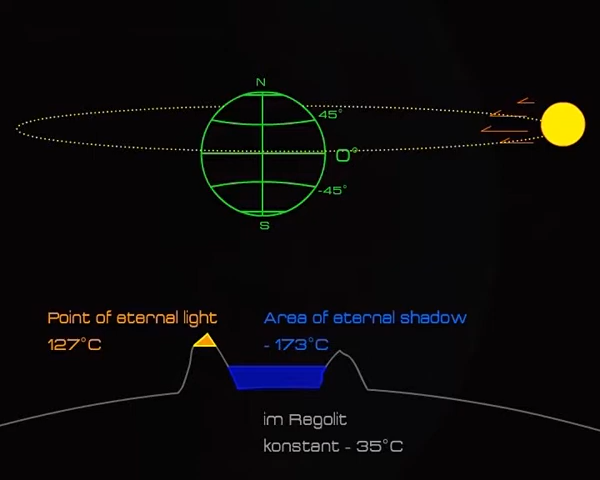 N
45°
0°
-45°
S
Point of eternal light
127°C
Area of eternal shadow
- 173°C
im Regolit
konstant - 35°C